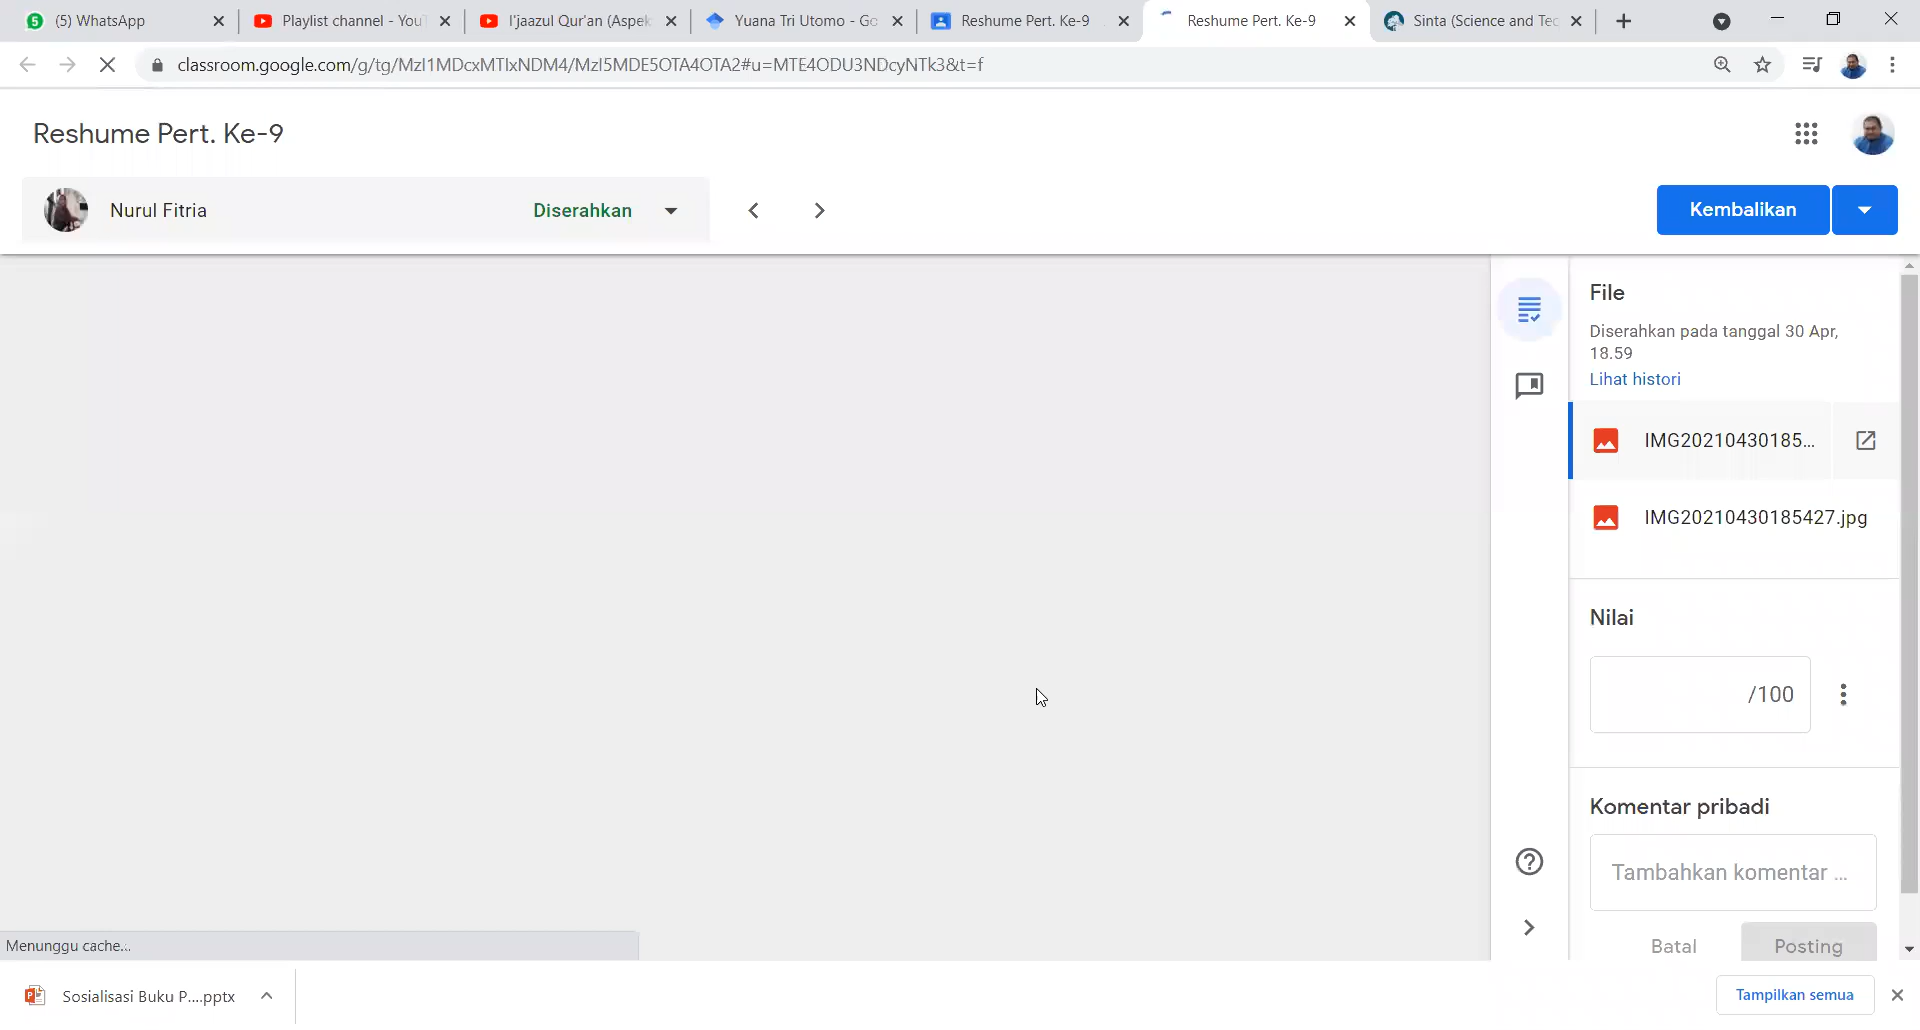 (5) WhatsApp
Playlist channel - YouT
I'jaazul Qur'an (Aspek
Yuana Tri Utomo - Go
Reshume Pert. Ke-9
Reshume Pert. Ke-9
Sinta (Science and Tec
classroom.google.com/g/tg/MzI1MDcxMTIxNDM4/MzI5MDE5OTA4OTA2#u=MTE4ODU3NDcyNTk3&t=f
Reshume Pert. Ke-9
Nurul Fitria
Diserahkan
Kembalikan
File
Diserahkan pada tanggal 30 Apr,
18.59
Lihat histori
IMG20210430185...
IMG20210430185427.jpg
Nilai
/100
Komentar pribadi
Tambahkan komentar ...
Batal
Posting
Menunggu cache...
Sosialisasi Buku P....pptx
Tampilkan semua